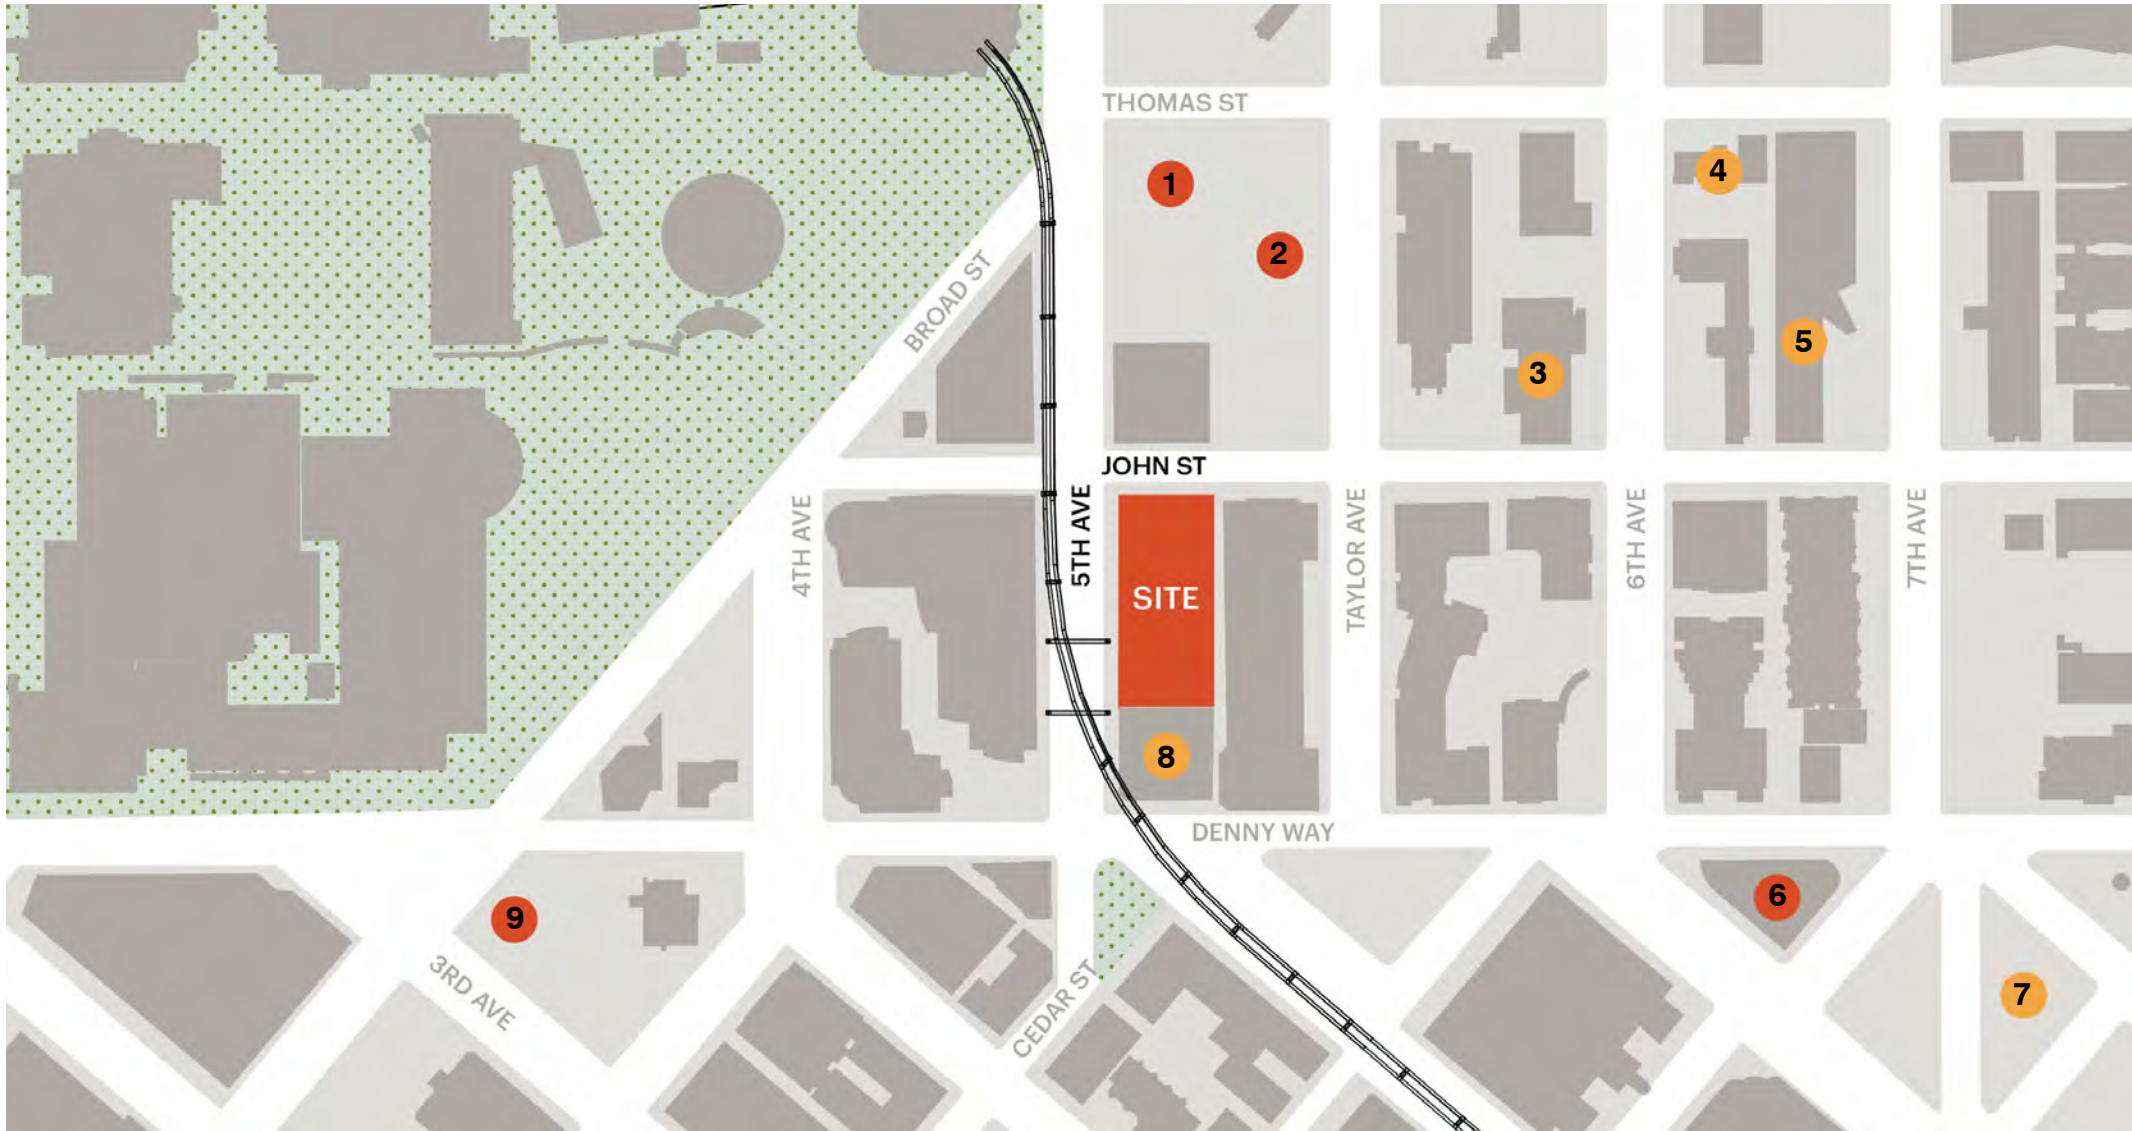 THOMAS ST
1
4
2
BROAD ST
5
3
JOHN ST
4TH AVE
5TH AVE
SITE
TAYLOR AVE
6TH AVE
7TH AVE
8
DENNY WAY
6
9
3RD AVE
CEDAR ST
7